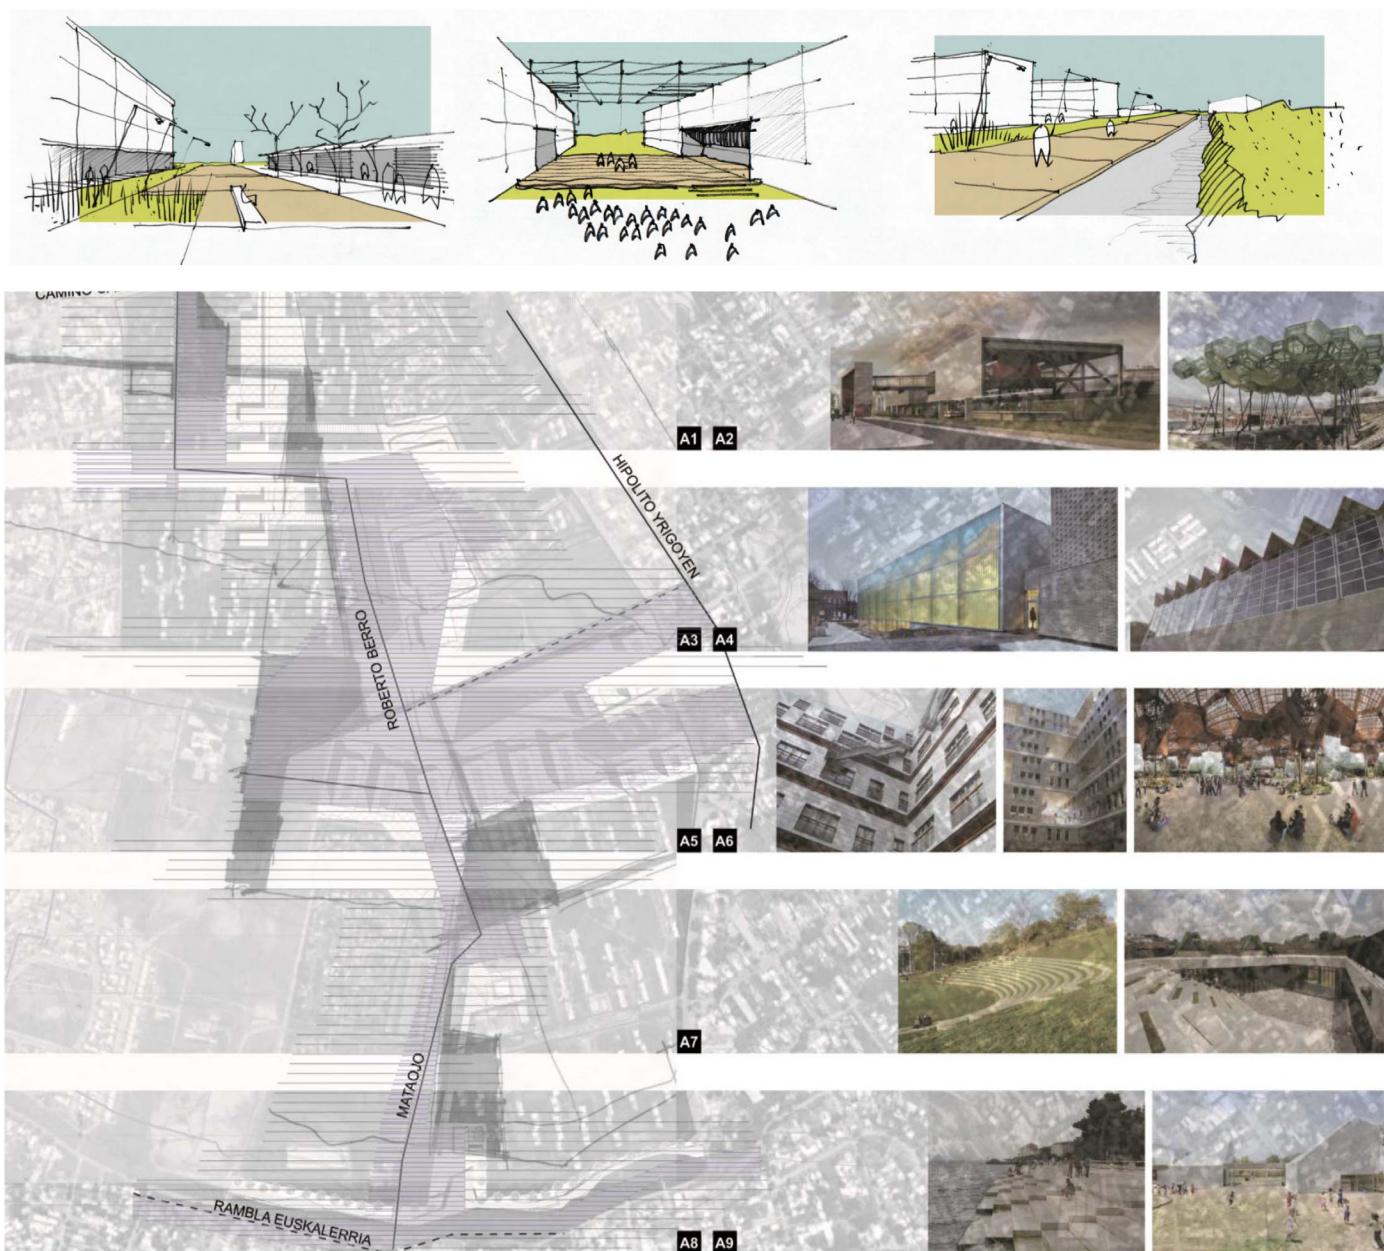 CAMINO
A1 A2
HIPOLITO YRIGOYEN
A3 A4
ROBERTO BERRO
A5 A6
A7
MATAOJO
RAMBLA EUSKALERRIA
A8 A9